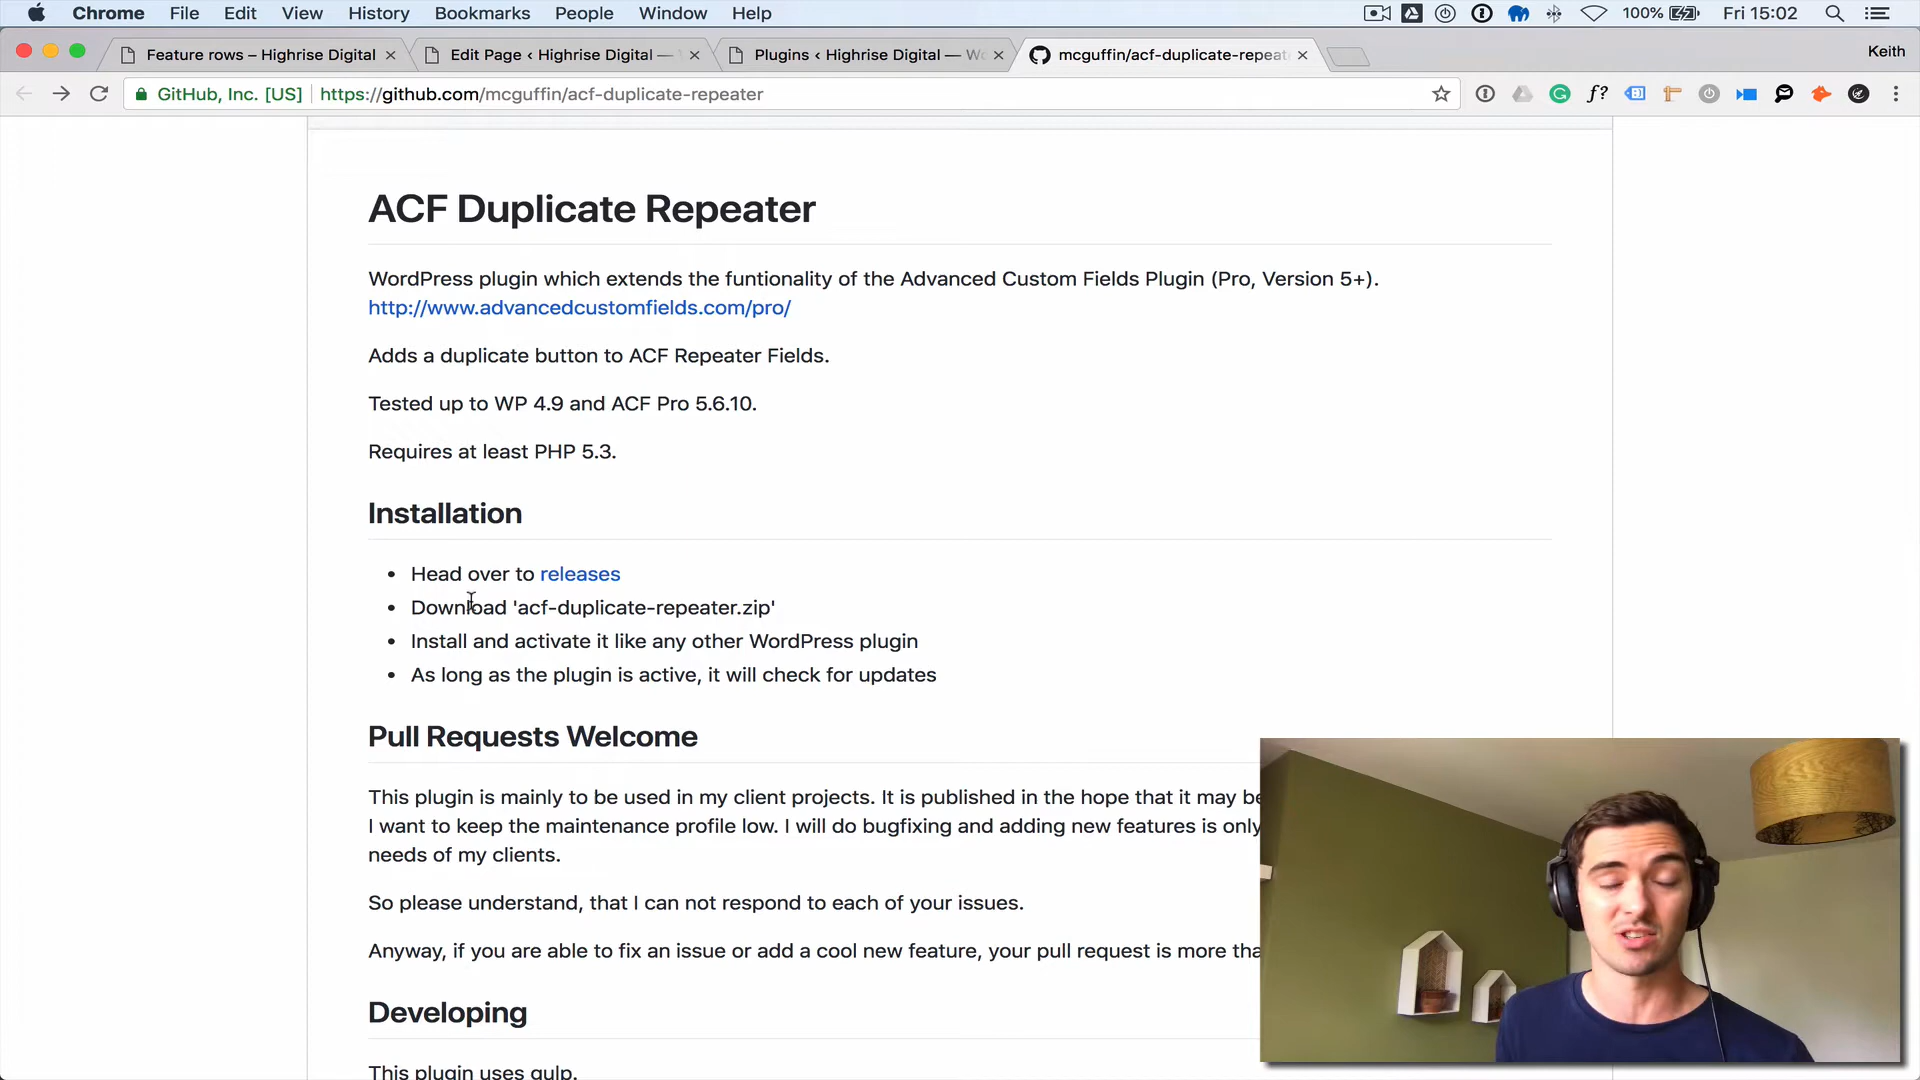 Chrome File Edit View History Bookmarks People Window Help 100% Fri 15:02
Feature rows – Highrise Digital Edit Page ‹ Highrise Digital — Plugins ‹ Highrise Digital — Wo mcguffin/acf-duplicate-repeat Keith
GitHub, Inc. [US] https://github.com/mcguffin/acf-duplicate-repeater f?
ACF Duplicate Repeater
WordPress plugin which extends the funtionality of the Advanced Custom Fields Plugin (Pro, Version 5+).
http://www.advancedcustomfields.com/pro/
Adds a duplicate button to ACF Repeater Fields.
Tested up to WP 4.9 and ACF Pro 5.6.10.
Requires at least PHP 5.3.
Installation
Head over to releases
Download 'acf-duplicate-repeater.zip'
Install and activate it like any other WordPress plugin
As long as the plugin is active, it will check for updates
Pull Requests Welcome
This plugin is mainly to be used in my client projects. It is published in the hope that it may be
I want to keep the maintenance profile low. I will do bugfixing and adding new features is only
needs of my clients.
So please understand, that I can not respond to each of your issues.
Anyway, if you are able to fix an issue or add a cool new feature, your pull request is more tha
Developing
This plugin uses gulp.